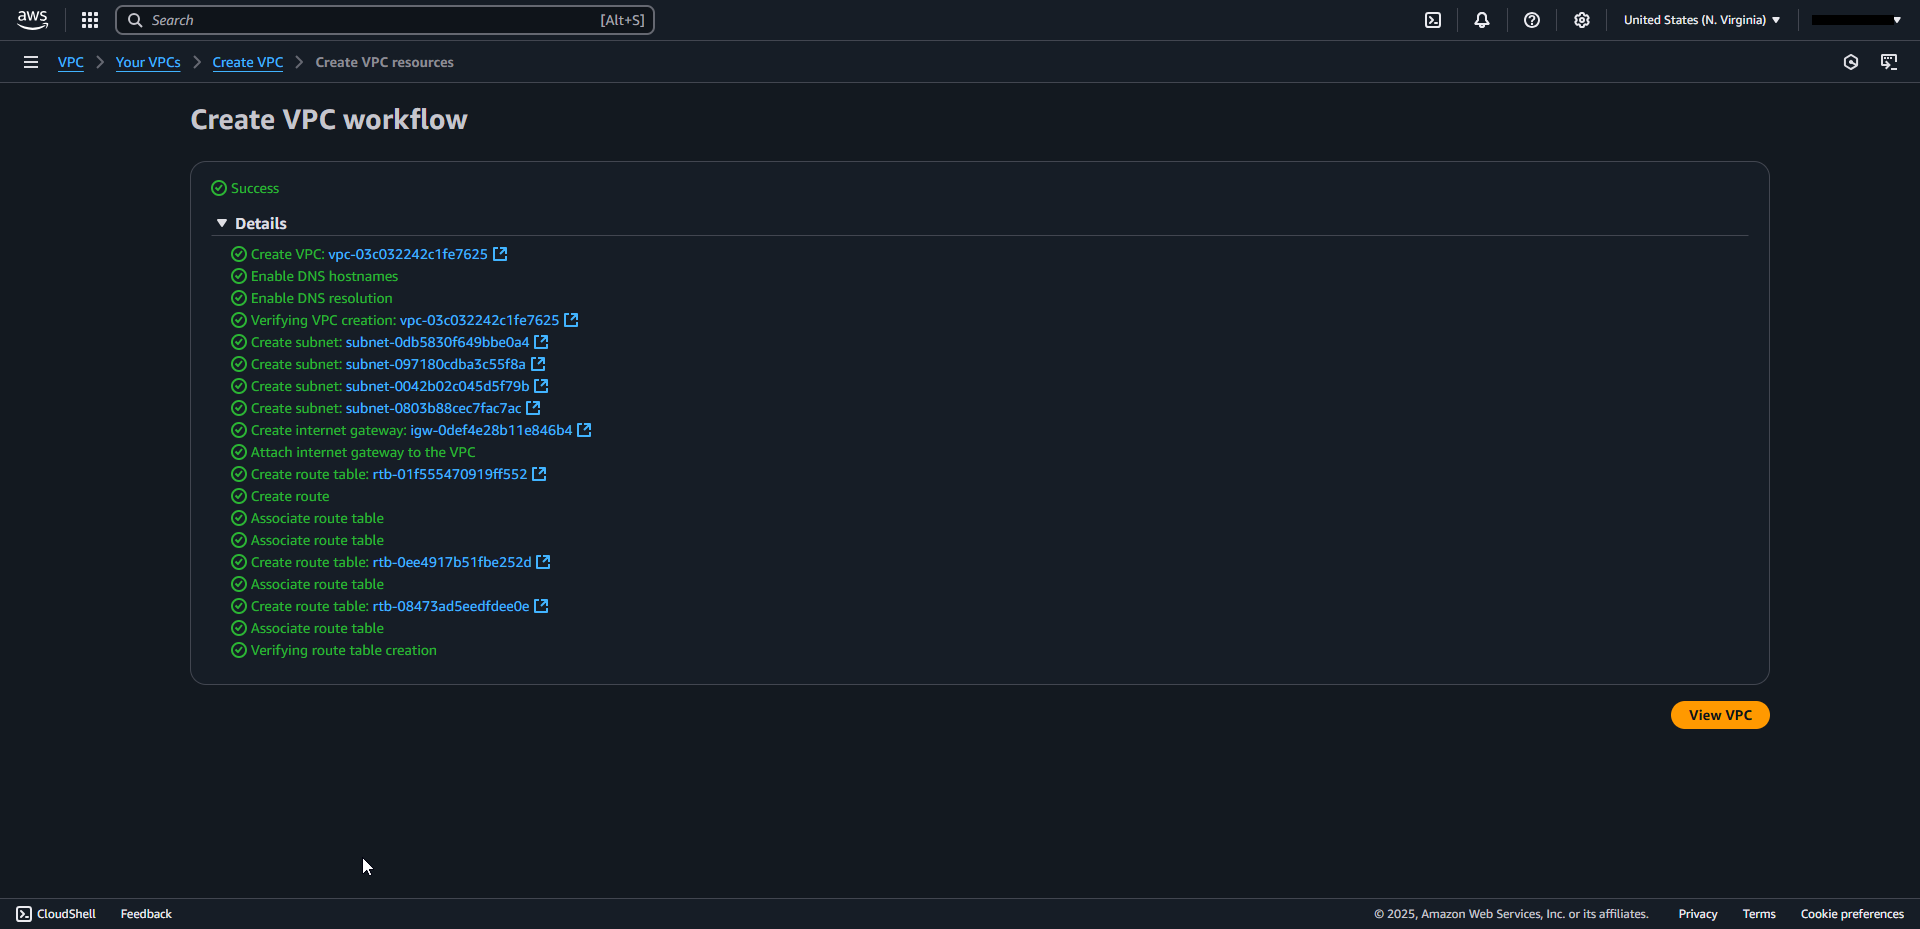 aws
Search [Alt+S]
United States (N. Virginia)
VPC > Your VPCs > Create VPC > Create VPC resources
Create VPC workflow
Success
Details
Create VPC: vpc-03c032242c1fe7625
Enable DNS hostnames
Enable DNS resolution
Verifying VPC creation: vpc-03c032242c1fe7625
Create subnet: subnet-0db5830f649bbe0a4
Create subnet: subnet-097180cdba3c55f8a
Create subnet: subnet-0042b02c045d5f79b
Create subnet: subnet-0803b88cec7fac7ac
Create internet gateway: igw-0def4e28b11e846b4
Attach internet gateway to the VPC
Create route table: rtb-01f555470919ff552
Create route
Associate route table
Associate route table
Create route table: rtb-0ee4917b51fbe252d
Associate route table
Create route table: rtb-08473ad5eedfdee0e
Associate route table
Verifying route table creation
View VPC
CloudShell Feedback © 2025, Amazon Web Services, Inc. or its affiliates. Privacy Terms Cookie preferences